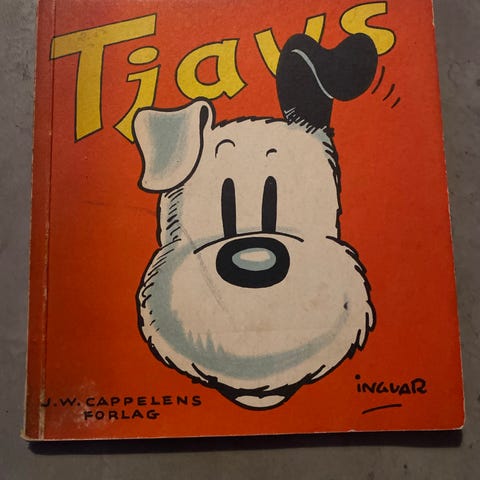 Tjavs
INGVAR
J.W. CAPPELENS
FORLAG